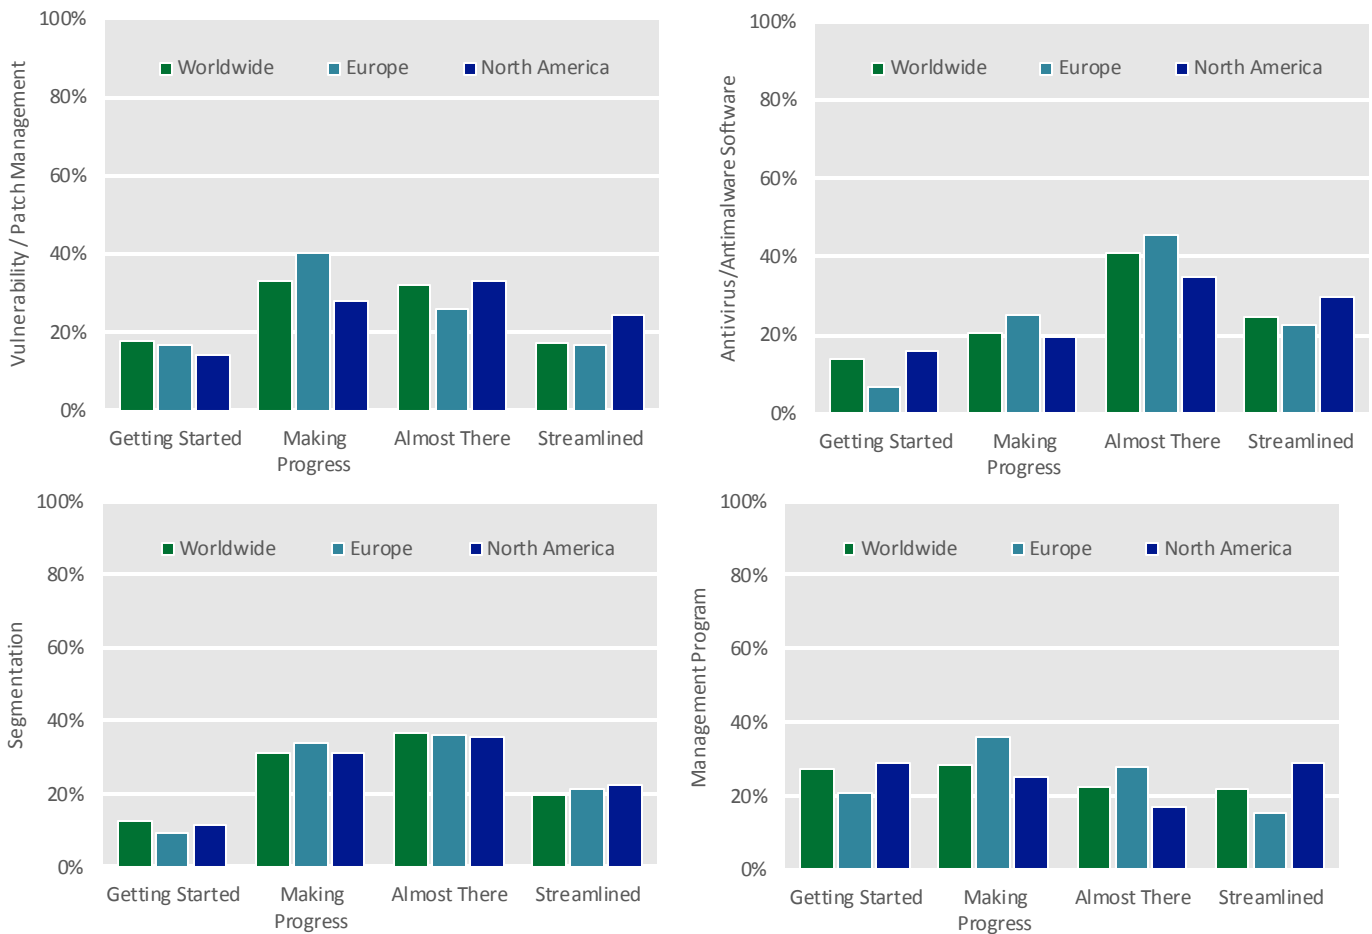 100%
80%
60%
40%
20%
0%
Vulnerability / Patch Management
Worldwide Europe North America
Getting Started Making Progress Almost There Streamlined
100%
80%
60%
40%
20%
0%
Antivirus/Antimalware Software
Worldwide Europe North America
Getting Started Making Progress Almost There Streamlined
100%
80%
60%
40%
20%
0%
Segmentation
Worldwide Europe North America
Getting Started Making Progress Almost There Streamlined
100%
80%
60%
40%
20%
0%
Management Program
Worldwide Europe North America
Getting Started Making Progress Almost There Streamlined